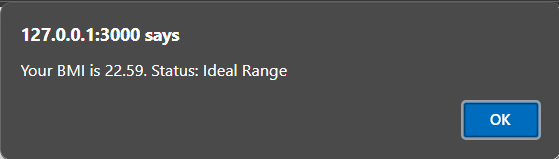 127.0.0.1:3000 says
Your BMI is 22.59. Status: Ideal Range
OK